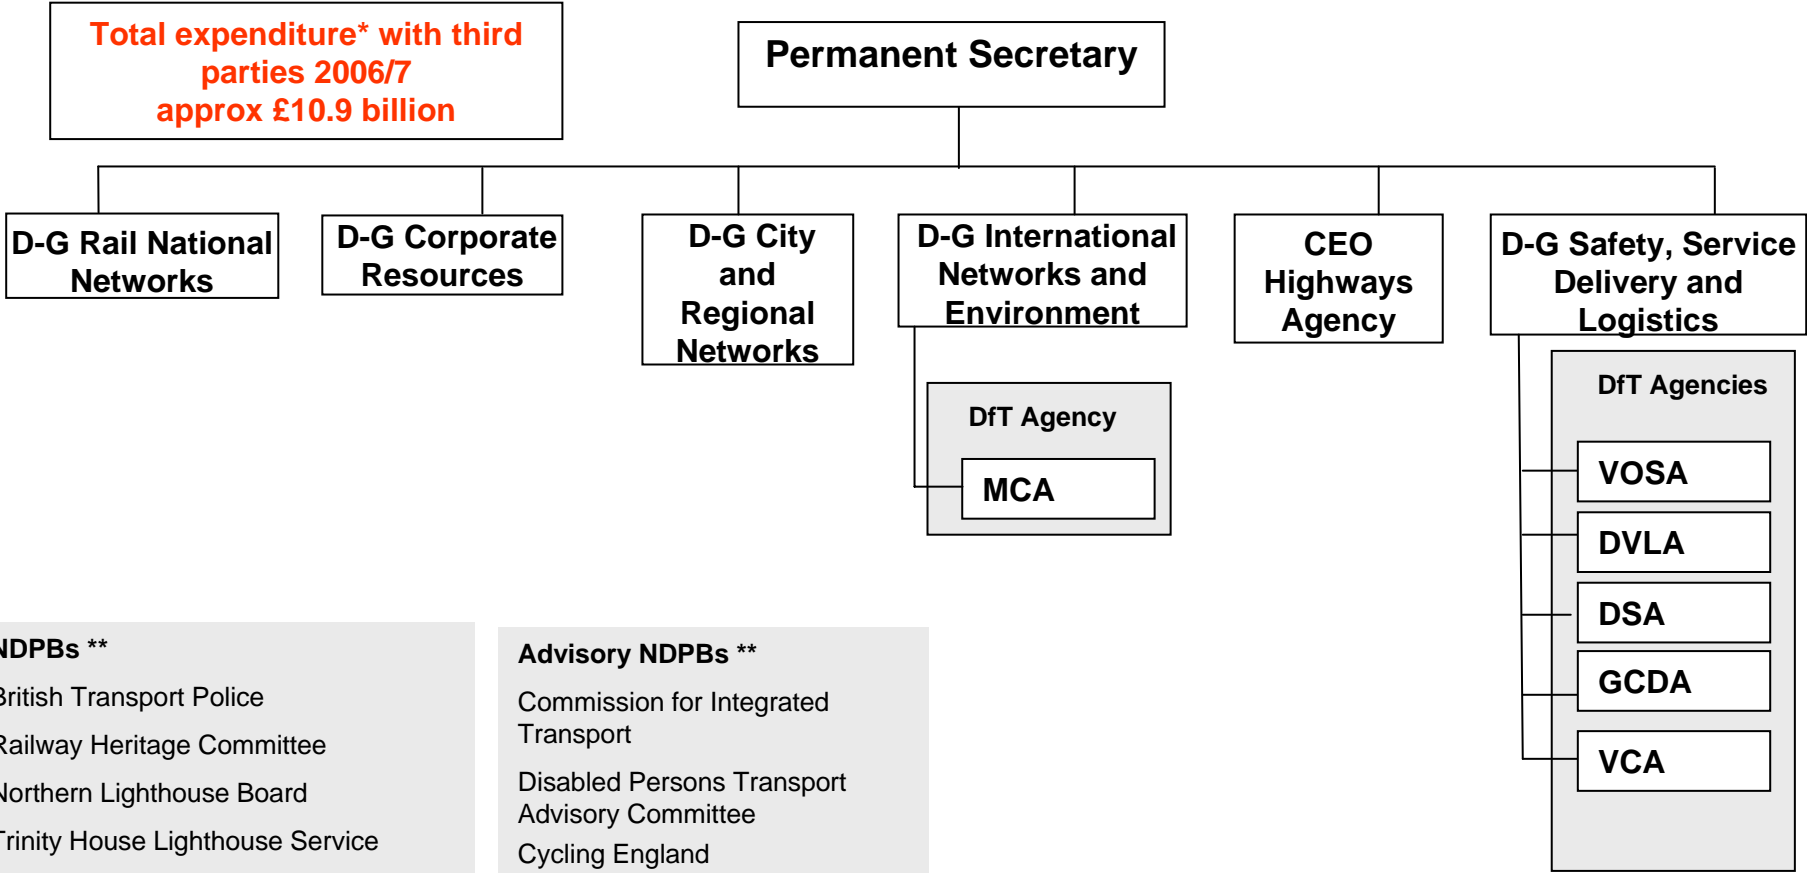 Total expenditure* with third
parties 2006/7
approx £10.9 billion
Permanent Secretary
D-G Rail National
Networks
D-G Corporate
Resources
D-G City
and
Regional
Networks
D-G International
Networks and
Environment
CEO
Highways
Agency
D-G Safety, Service
Delivery and
Logistics
DfT Agency
MCA
DfT Agencies
VOSA
DVLA
DSA
GCDA
VCA
NDPBs **
British Transport Police
Railway Heritage Committee
Northern Lighthouse Board
Trinity House Lighthouse Service
Advisory NDPBs **
Commission for Integrated
Transport
Disabled Persons Transport
Advisory Committee
Cycling England